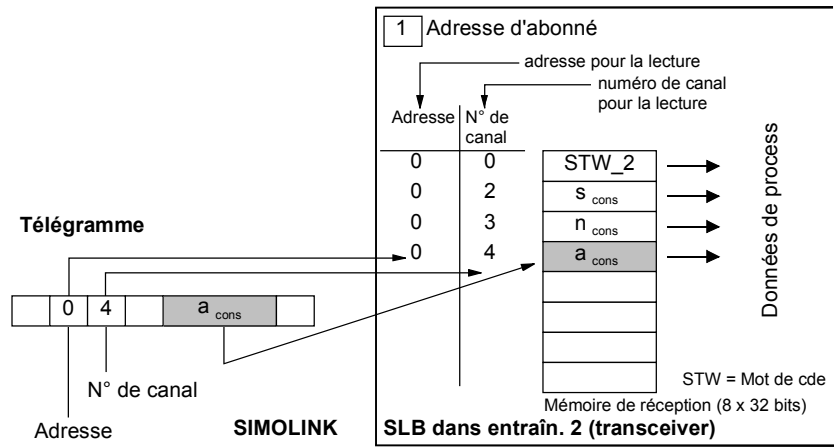 1 Adresse d'abonné
adresse pour la lecture
numéro de canal
pour la lecture
Adresse N° de
canal
0 0 STW_2
0 2 s cons
0 3 n cons
0 4 a cons
Données de process
Télégramme
0 4 a cons
N° de canal
Adresse
SIMOLINK
STW = Mot de cde
Mémoire de réception (8 x 32 bits)
SLB dans entraîn. 2 (transceiver)